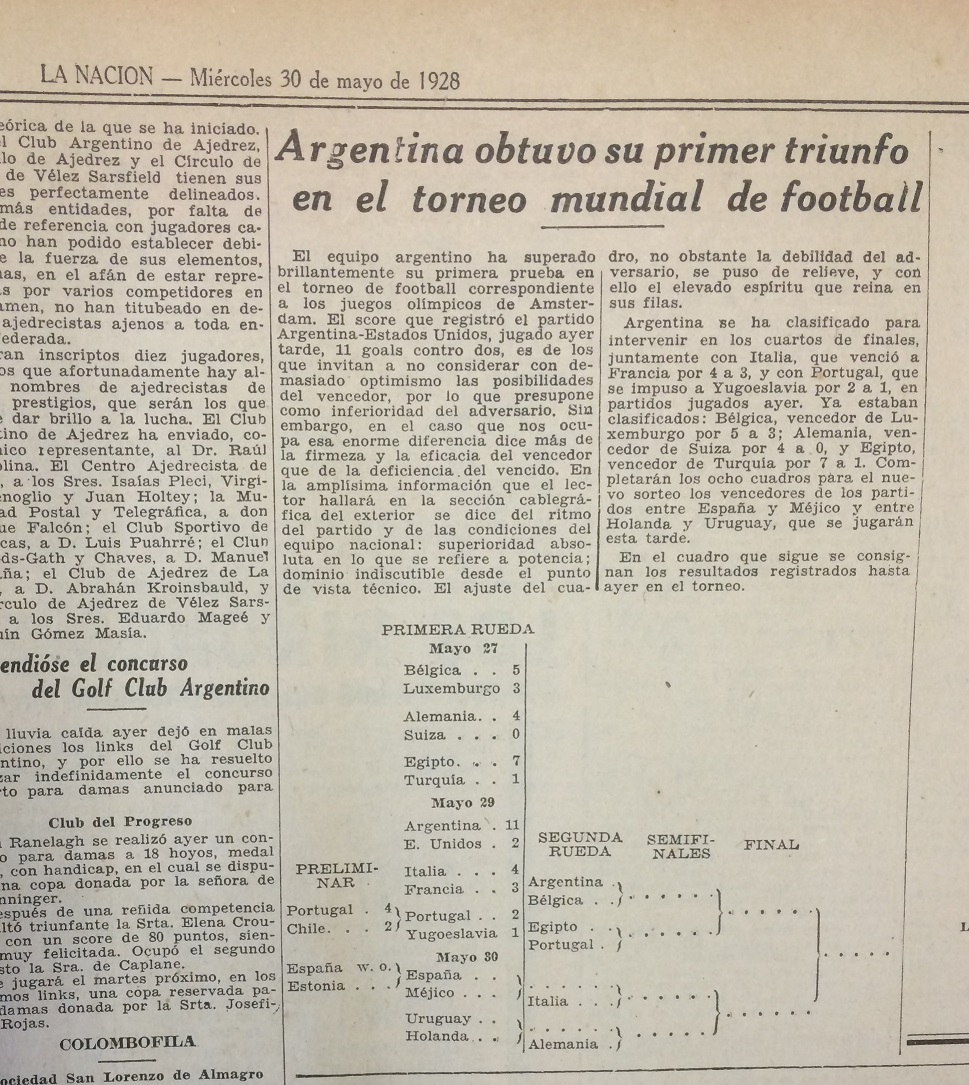 LA NACION — Miércoles 30 de mayo de 1928
eórica de la que se ha iniciado.
l Club Argentino de Ajedrez,
lo de Ajedrez y el Círculo de
de Vélez Sarsfield tienen sus
es perfectamente delineados.
más entidades, por falta de
de referencia con jugadores ca-
no han podido establecer debi-
e la fuerza de sus elementos,
as, en el afán de estar repre-
s por varios competidores en
amen, no han titubeado en de-
ajedrecistas ajenos a toda en-
ederada.
ran inscriptos diez jugadores,
os que afortunadamente hay al-
nombres de ajedrecistas de
prestigios, que serán los que
e dar brillo a la lucha. El Club
tino de Ajedrez ha enviado, co-
nico representante, al Dr. Raúl
olina. El Centro Ajedrecista de
, a los Sres. Isaías Pleci, Virgi-
enoglio y Juan Holtey; la Mu-
ad Postal y Telegráfica, a don
ue Falcón; el Club Sportivo de
cas, a D. Luis Puahrré; el Club
ds-Gath y Chaves, a D. Manuel
ña; el Club de Ajedrez de La
, a D. Abrahán Kroinsbauld, y
rculo de Ajedrez de Vélez Sars-
a los Sres. Eduardo Mageé y
uín Gómez Masía.
endióse el concurso
del Golf Club Argentino
lluvia caída ayer dejó en malas
iciones los links del Golf Club
ntino, y por ello se ha resuelto
zar indefinidamente el concurso
to para damas anunciado para
Club del Progreso
Ranelagh se realizó ayer un con-
o para damas a 18 hoyos, medal
, con handicap, en el cual se dispu-
na copa donada por la señora de
nninger.
espués de una reñida competencia
ltó triunfante la Srta. Elena Crou-
con un score de 80 puntos, sien-
muy felicitada. Ocupó el segundo
sto la Sra. de Caplane.
e jugará el martes próximo, en los
mos links, una copa reservada pa-
damas donada por la Srta. Josefi-
Rojas.
COLOMBOFILA
ociedad San Lorenzo de Almagro
Argentina obtuvo su primer triunfo
en el torneo mundial de football
El equipo argentino ha superado
brillantemente su primera prueba en
el torneo de football correspondiente
a los juegos olímpicos de Amster-
dam. El score que registró el partido
Argentina-Estados Unidos, jugado ayer
tarde, 11 goals contro dos, es de los
que invitan a no considerar con de-
masiado optimismo las posibilidades
del vencedor, por lo que presupone
como inferioridad del adversario. Sin
embargo, en el caso que nos ocu-
pa esa enorme diferencia dice más de
la firmeza y la eficacia del vencedor
que de la deficiencia del vencido. En
la amplísima información que el lec-
tor hallará en la sección cablegrá-
fica del exterior se dice del ritmo
del partido y de las condiciones del
equipo nacional: superioridad abso-
luta en lo que se refiere a potencia;
dominio indiscutible desde el punto
de vista técnico. El ajuste del cua-
dro, no obstante la debilidad del ad-
versario, se puso de relieve, y con
ello el elevado espíritu que reina en
sus filas.
Argentina se ha clasificado para
intervenir en los cuartos de finales,
juntamente con Italia, que venció a
Francia por 4 a 3, y con Portugal, que
se impuso a Yugoeslavia por 2 a 1, en
partidos jugados ayer. Ya estaban
clasificados: Bélgica, vencedor de Lu-
xemburgo por 5 a 3; Alemania, ven-
cedor de Suiza por 4 a 0, y Egipto,
vencedor de Turquía por 7 a 1. Com-
pletarán los ocho cuadros para el nue-
vo sorteo los vencedores de los parti-
dos entre España y Méjico y entre
Holanda y Uruguay, que se jugarán
esta tarde.
En el cuadro que sigue se consig-
nan los resultados registrados hasta
ayer en el torneo.
PRIMERA RUEDA
Mayo 27
Bélgica . . 5
Luxemburgo 3
Alemania. . 4
Suiza . . . 0
Egipto. . . 7
Turquía . . 1
Mayo 29
Argentina . 11
E. Unidos . 2
Italia . . . 4
Francia . . 3
Portugal . . 2
Yugoeslavia 1
Mayo 30
España . .
Méjico . . .
Uruguay . .
Holanda . .
PRELIMI-
NAR
Portugal . 4
Chile. . . 2
España w. o.
Estonia . . .
SEGUNDA
RUEDA
Argentina .
Bélgica . .
Egipto . .
Portugal .
Italia . . .
Alemania .
SEMIFI-
NALES
FINAL